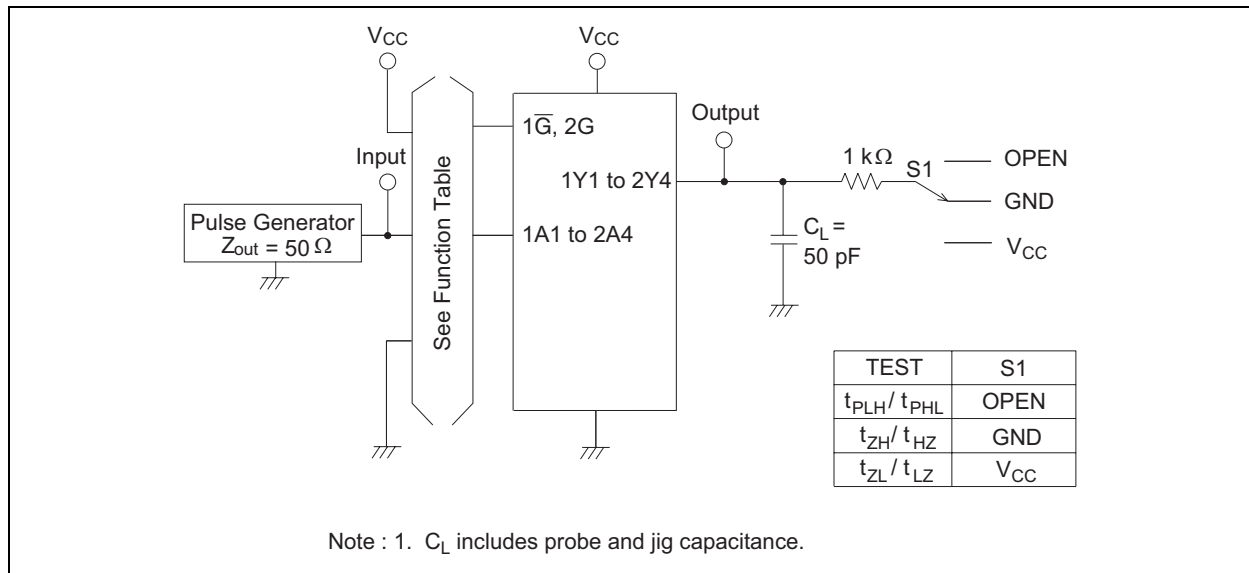 VCC
VCC
Output
1G̅, 2G
Input
1 kΩ
S1
OPEN
1Y1 to 2Y4
GND
Pulse Generator
Zout = 50 Ω
See Function Table
1A1 to 2A4
CL =
50 pF
VCC
TEST S1
tPLH / tPHL OPEN
tZH / tHZ GND
tZL / tLZ VCC
Note : 1. CL includes probe and jig capacitance.